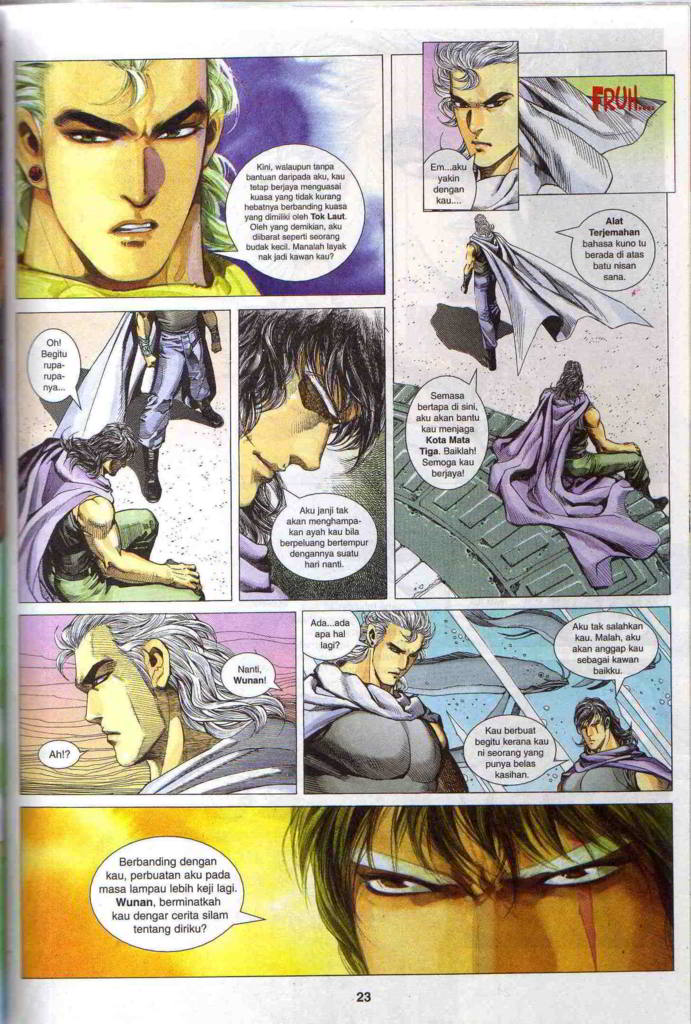 Kini, walaupun tanpa
bantuan daripada aku, kau
tetap berjaya menguasai
kuasa yang tidak kurang
hebatnya berbanding kuasa
yang dimiliki oleh Tok Laut.
Oleh yang demikian, aku
diibarat seperti seorang
budak kecil. Manalah layak
nak jadi kawan kau?
Oh!
Begitu
rupa-
rupa-
nya...
Aku janji tak
akan menghampa-
kan ayah kau bila
berpeluang bertempur
dengannya suatu
hari nanti.
Em...aku
yakin
dengan
kau....
FRUH....
Alat
Terjemahan
bahasa kuno tu
berada di atas
batu nisan
sana.
Semasa
bertapa di sini,
aku akan bantu
kau menjaga
Kota Mata
Tiga. Baiklah!
Semoga kau
berjaya!
Nanti,
Wunan!
Ah!?
Ada...ada
apa hal
lagi?
Aku tak salahkan
kau. Malah, aku
akan anggap kau
sebagai kawan
baikku.
Kau berbuat
begitu kerana kau
ni seorang yang
punya belas
kasihan.
Berbanding dengan
kau, perbuatan aku pada
masa lampau lebih keji lagi.
Wunan, berminatkah
kau dengar cerita silam
tentang diriku?
23